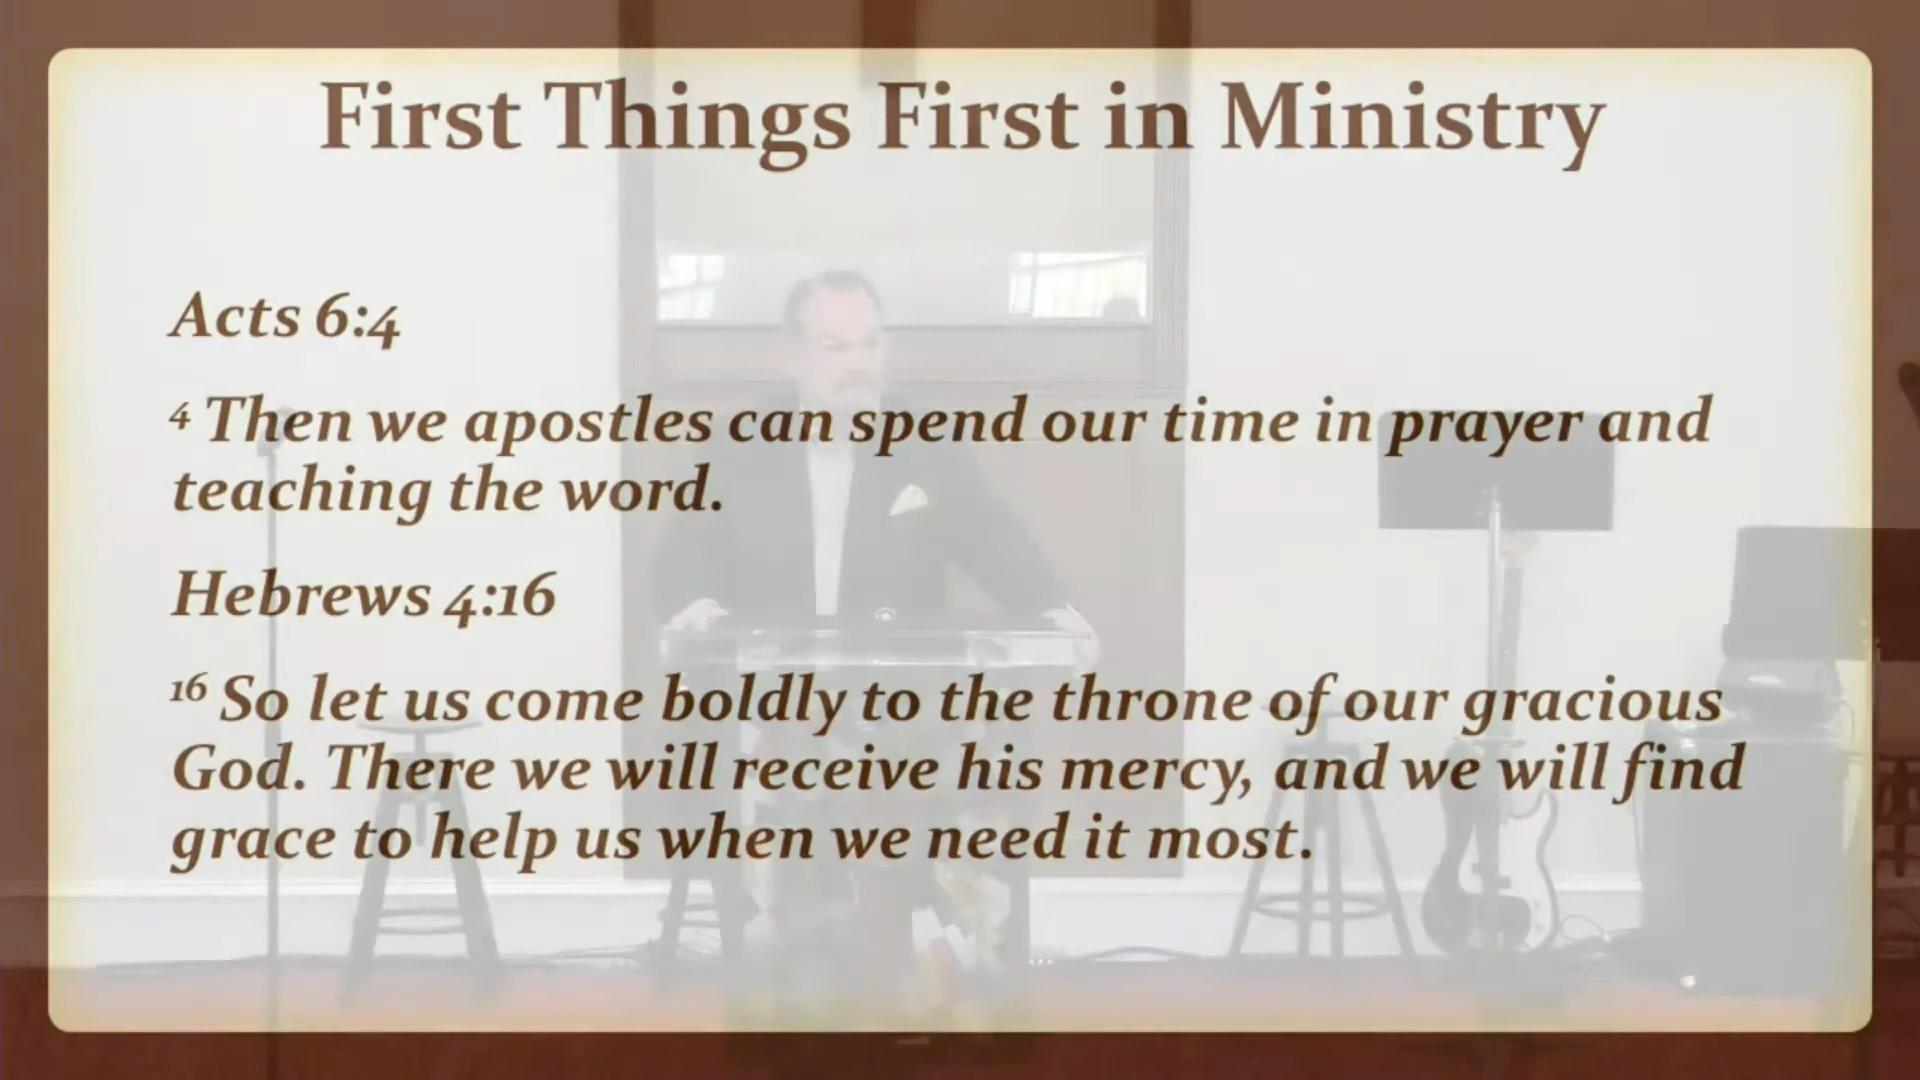 First Things First in Ministry
Acts 6:4
4 Then we apostles can spend our time in prayer and
teaching the word.
Hebrews 4:16
16 So let us come boldly to the throne of our gracious
God. There we will receive his mercy, and we will find
grace to help us when we need it most.